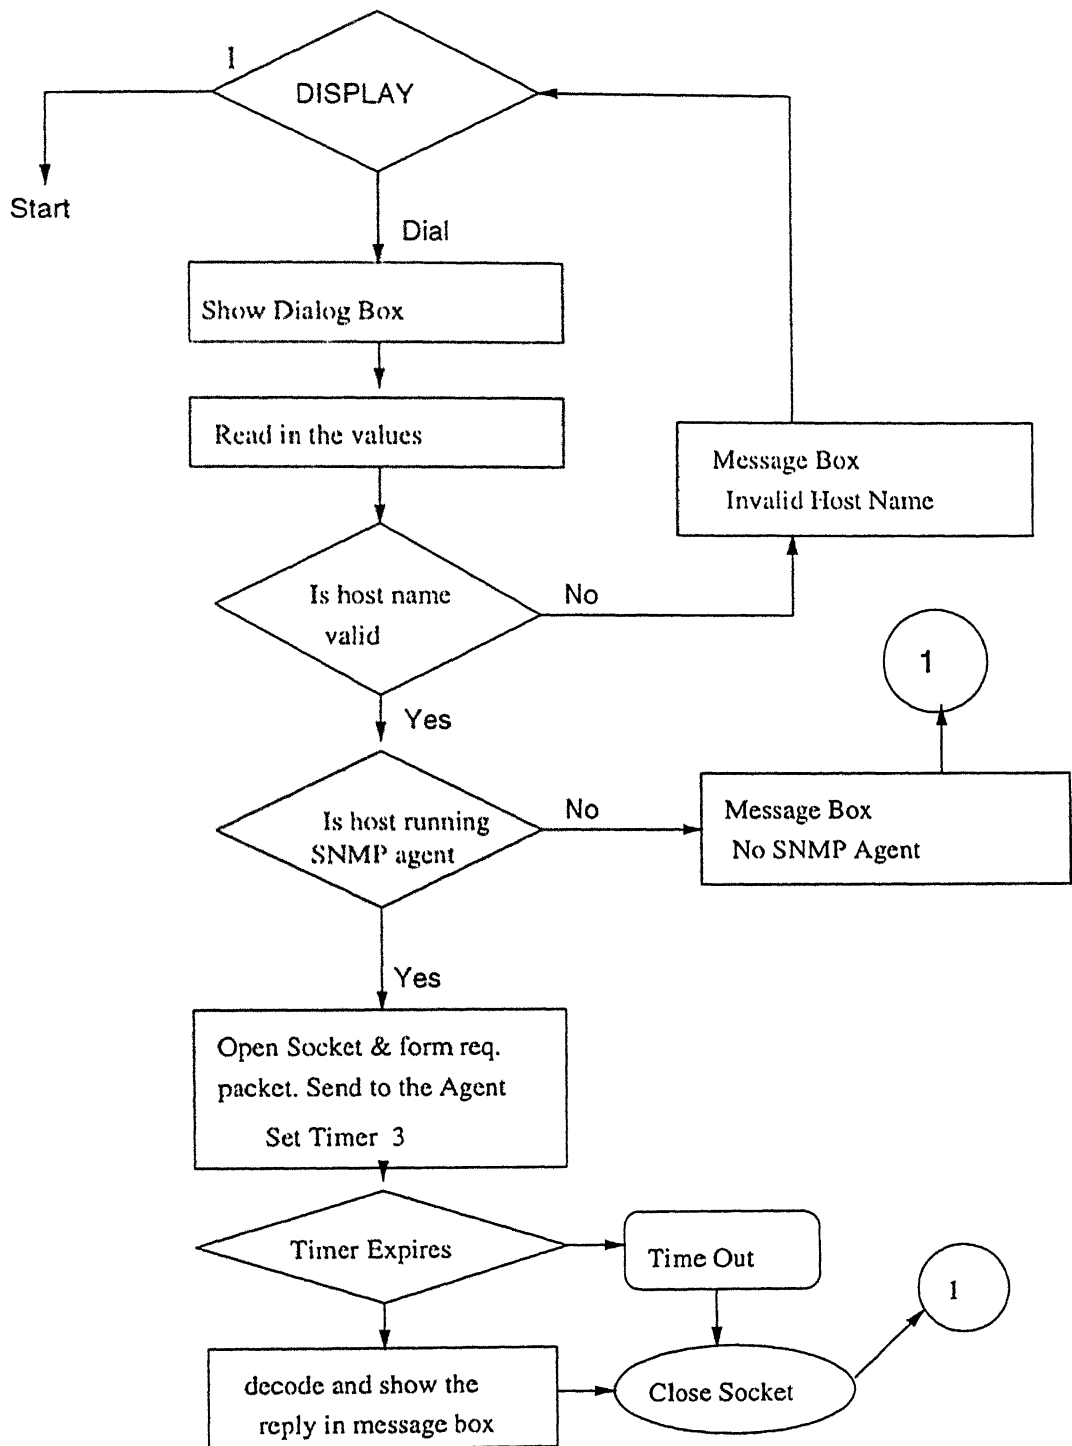 1
DISPLAY
Start
Dial
Show Dialog Box
Read in the values
Message Box
Invalid Host Name
Is host name
valid
No
1
Yes
Is host running
SNMP agent
No
Message Box
No SNMP Agent
Yes
Open Socket & form req.
packet. Send to the Agent
Set Timer 3
Timer Expires
Time Out
1
decode and show the
reply in message box
Close Socket